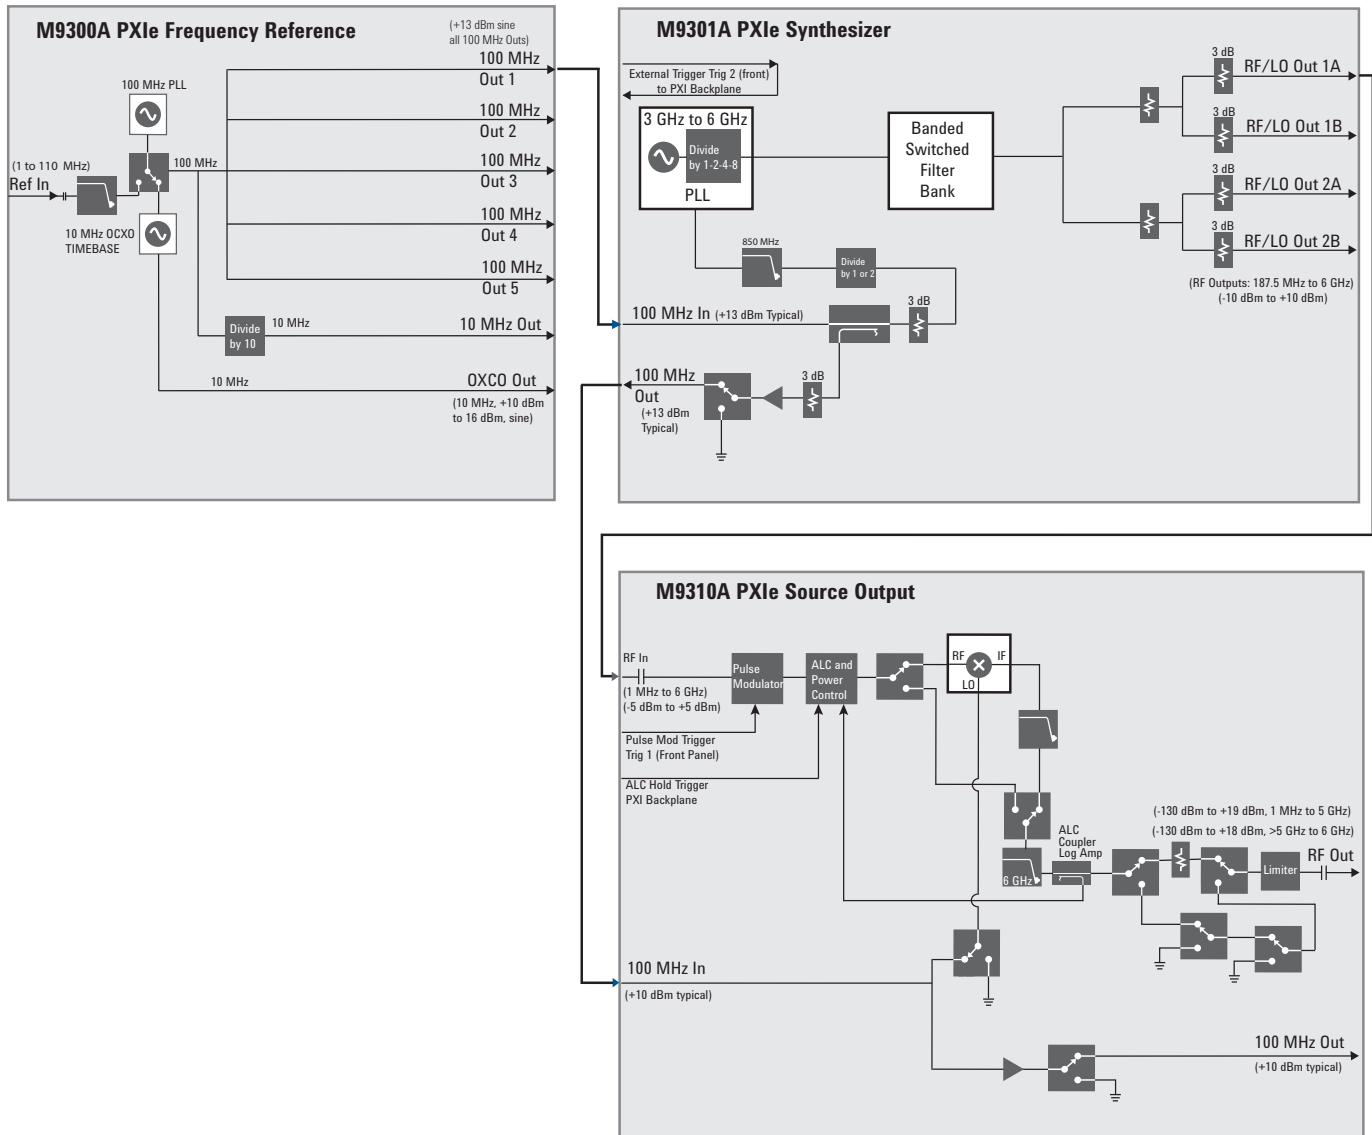 M9300A PXIe Frequency Reference
(+13 dBm sine
all 100 MHz Outs)
100 MHz
Out 1
100 MHz PLL
100 MHz
Out 2
(1 to 110 MHz)
Ref In
100 MHz
100 MHz
Out 3
10 MHz OCXO
TIMEBASE
100 MHz
Out 4
100 MHz
Out 5
Divide
by 10
10 MHz
10 MHz Out
10 MHz
OXCO Out
(10 MHz, +10 dBm
to 16 dBm, sine)
M9301A PXIe Synthesizer
External Trigger Trig 2 (front)
to PXI Backplane
3 GHz to 6 GHz
Divide
by 1-2-4-8
PLL
Banded
Switched
Filter
Bank
3 dB
RF/LO Out 1A
3 dB
RF/LO Out 1B
3 dB
RF/LO Out 2A
3 dB
RF/LO Out 2B
(RF Outputs: 187.5 MHz to 6 GHz)
(-10 dBm to +10 dBm)
850 MHz
Divide
by 1 or 2
100 MHz In (+13 dBm Typical)
3 dB
100 MHz
Out
(+13 dBm
Typical)
3 dB
M9310A PXIe Source Output
RF In
(1 MHz to 6 GHz)
(-5 dBm to +5 dBm)
Pulse
Modulator
ALC and
Power
Control
RF
IF
LO
Pulse Mod Trigger
Trig 1 (Front Panel)
ALC Hold Trigger
PXI Backplane
6 GHz
ALC
Coupler
Log Amp
(-130 dBm to +19 dBm, 1 MHz to 5 GHz)
(-130 dBm to +18 dBm, >5 GHz to 6 GHz)
RF Out
Limiter
100 MHz In
(+10 dBm typical)
100 MHz Out
(+10 dBm typical)